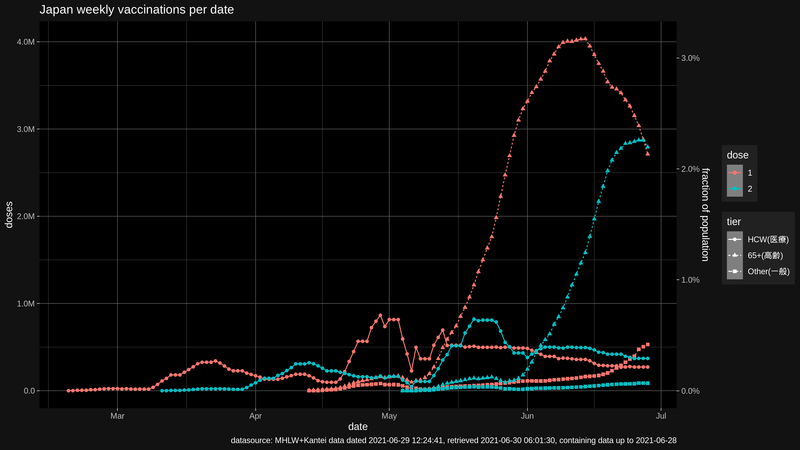 Japan weekly vaccinations per date
4.0M
3.0M
2.0M
1.0M
0.0
doses
3.0%
2.0%
1.0%
0.0%
fraction of population
Mar
Apr
May
Jun
Jul
date
dose
1
2
tier
HCW(医療)
65+(高齢)
Other(一般)
datasource: MHLW+Kantei data dated 2021-06-29 12:24:41, retrieved 2021-06-30 06:01:30, containing data up to 2021-06-28